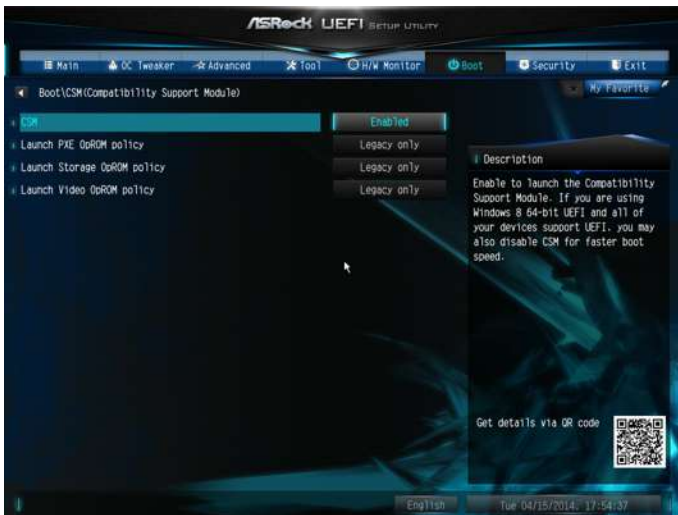 ASRock UEFI SETUP UTILITY
Main OC Tweaker Advanced Tool H/W Monitor Boot Security Exit
Boot\CSM(Compatibility Support Module)
My Favorite
CSM Enabled
Launch PXE OpROM policy Legacy only
Launch Storage OpROM policy Legacy only
Launch Video OpROM policy Legacy only
Description
Enable to launch the Compatibility
Support Module. If you are using
Windows 8 64-bit UEFI and all of
your devices support UEFI. you may
also disable CSM for faster boot
speed.
Get details via QR code
English
Tue 04/15/2014. 17:54:37